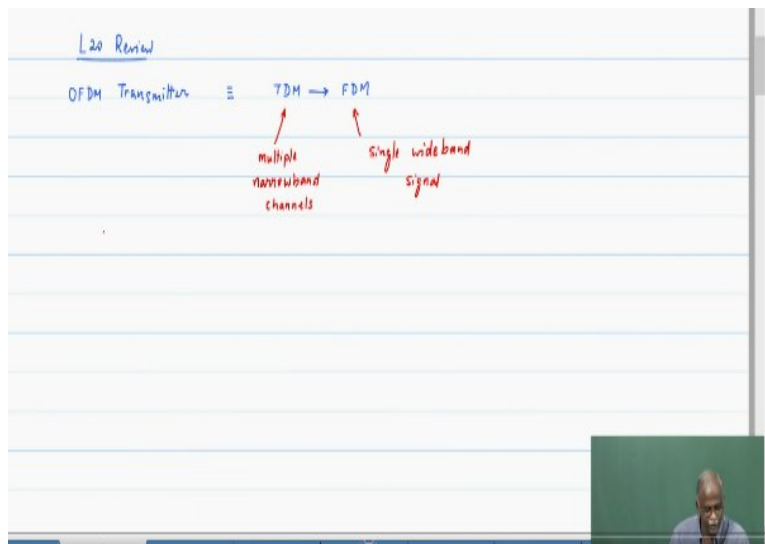 L20 Review
OFDM Transmitter ≡ TDM → FDM
multiple narrowband channels
single wideband signal